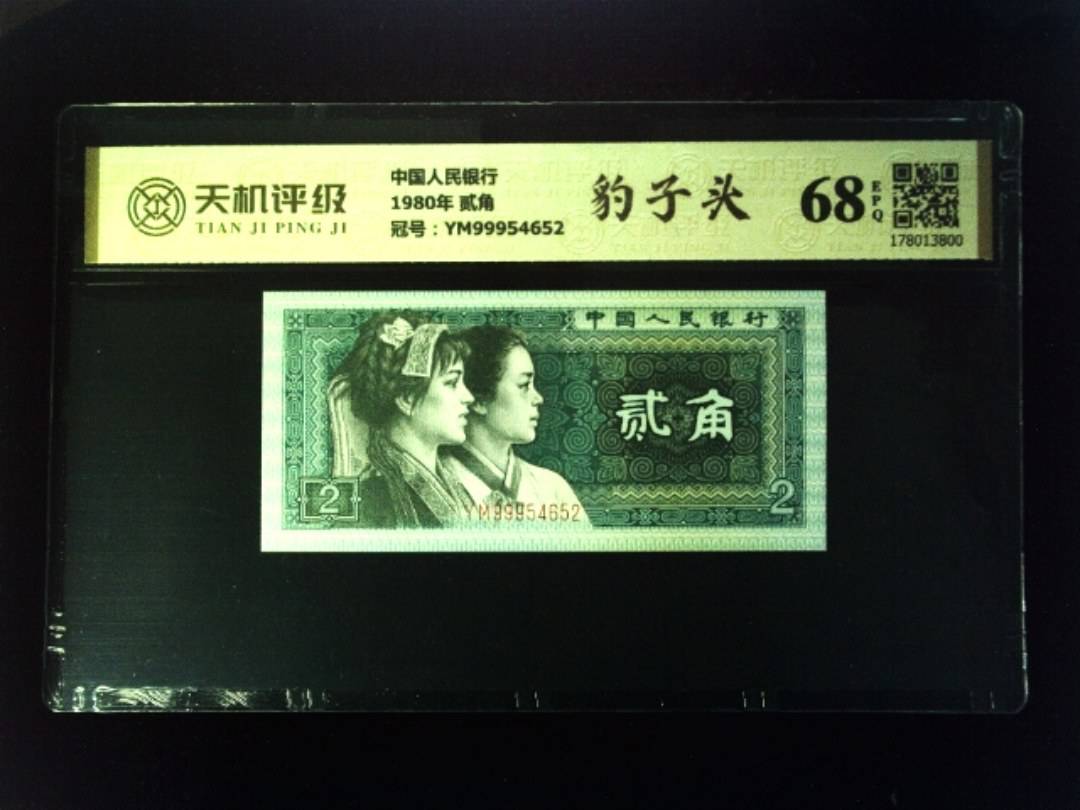 天机评级
TIAN JI PING JI
中国人民银行
1980年 贰角
冠号：YM99954652
豹子头
68
EPQ
178013800
中国人民银行
贰角
2
2
YM99954652